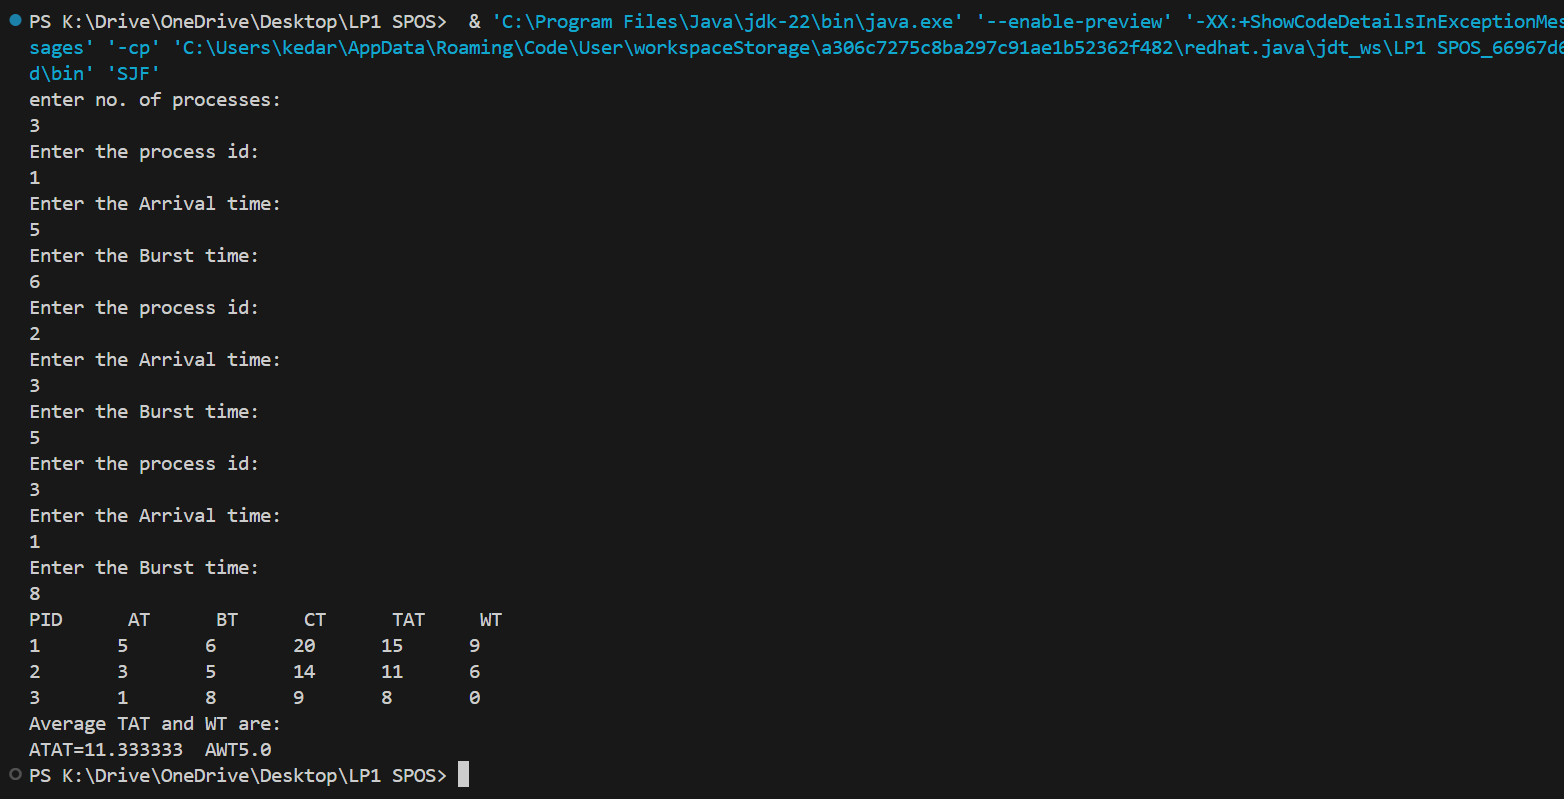 PS K:\Drive\OneDrive\Desktop\LP1 SPOS>  & 'C:\Program Files\Java\jdk-22\bin\java.exe' '--enable-preview' '-XX:+ShowCodeDetailsInExceptionMes
sages' '-cp' 'C:\Users\kedar\AppData\Roaming\Code\User\workspaceStorage\a306c7275c8ba297c91ae1b52362f482\redhat.java\jdt_ws\LP1 SPOS_66967d6
d\bin' 'SJF'
enter no. of processes:
3
Enter the process id:
1
Enter the Arrival time:
5
Enter the Burst time:
6
Enter the process id:
2
Enter the Arrival time:
3
Enter the Burst time:
5
Enter the process id:
3
Enter the Arrival time:
1
Enter the Burst time:
8
PID      AT      BT      CT      TAT     WT
1       5       6       20      15      9
2       3       5       14      11      6
3       1       8       9       8       0
Average TAT and WT are:
ATAT=11.333333  AWT5.0
PS K:\Drive\OneDrive\Desktop\LP1 SPOS>